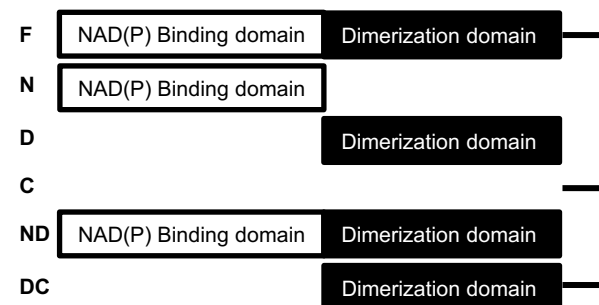 F NAD(P) Binding domain Dimerization domain
N NAD(P) Binding domain
D Dimerization domain
C
ND NAD(P) Binding domain Dimerization domain
DC Dimerization domain